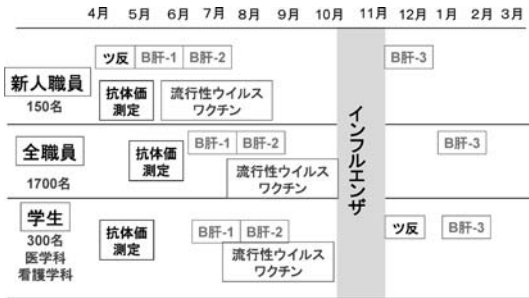 4月 5月 6月 7月 8月 9月 10月 11月 12月 1月 2月 3月
ツ反 B肝-1 B肝-2 B肝-3
新人職員
150名
抗体価
測定
流行性ウイルス
ワクチン
インフルエンザ
B肝-1 B肝-2 B肝-3
全職員
1700名
抗体価
測定
流行性ウイルス
ワクチン
学生
300名
医学科
看護学科
抗体価
測定
B肝-1 B肝-2 ツ反 B肝-3
流行性ウイルス
ワクチン